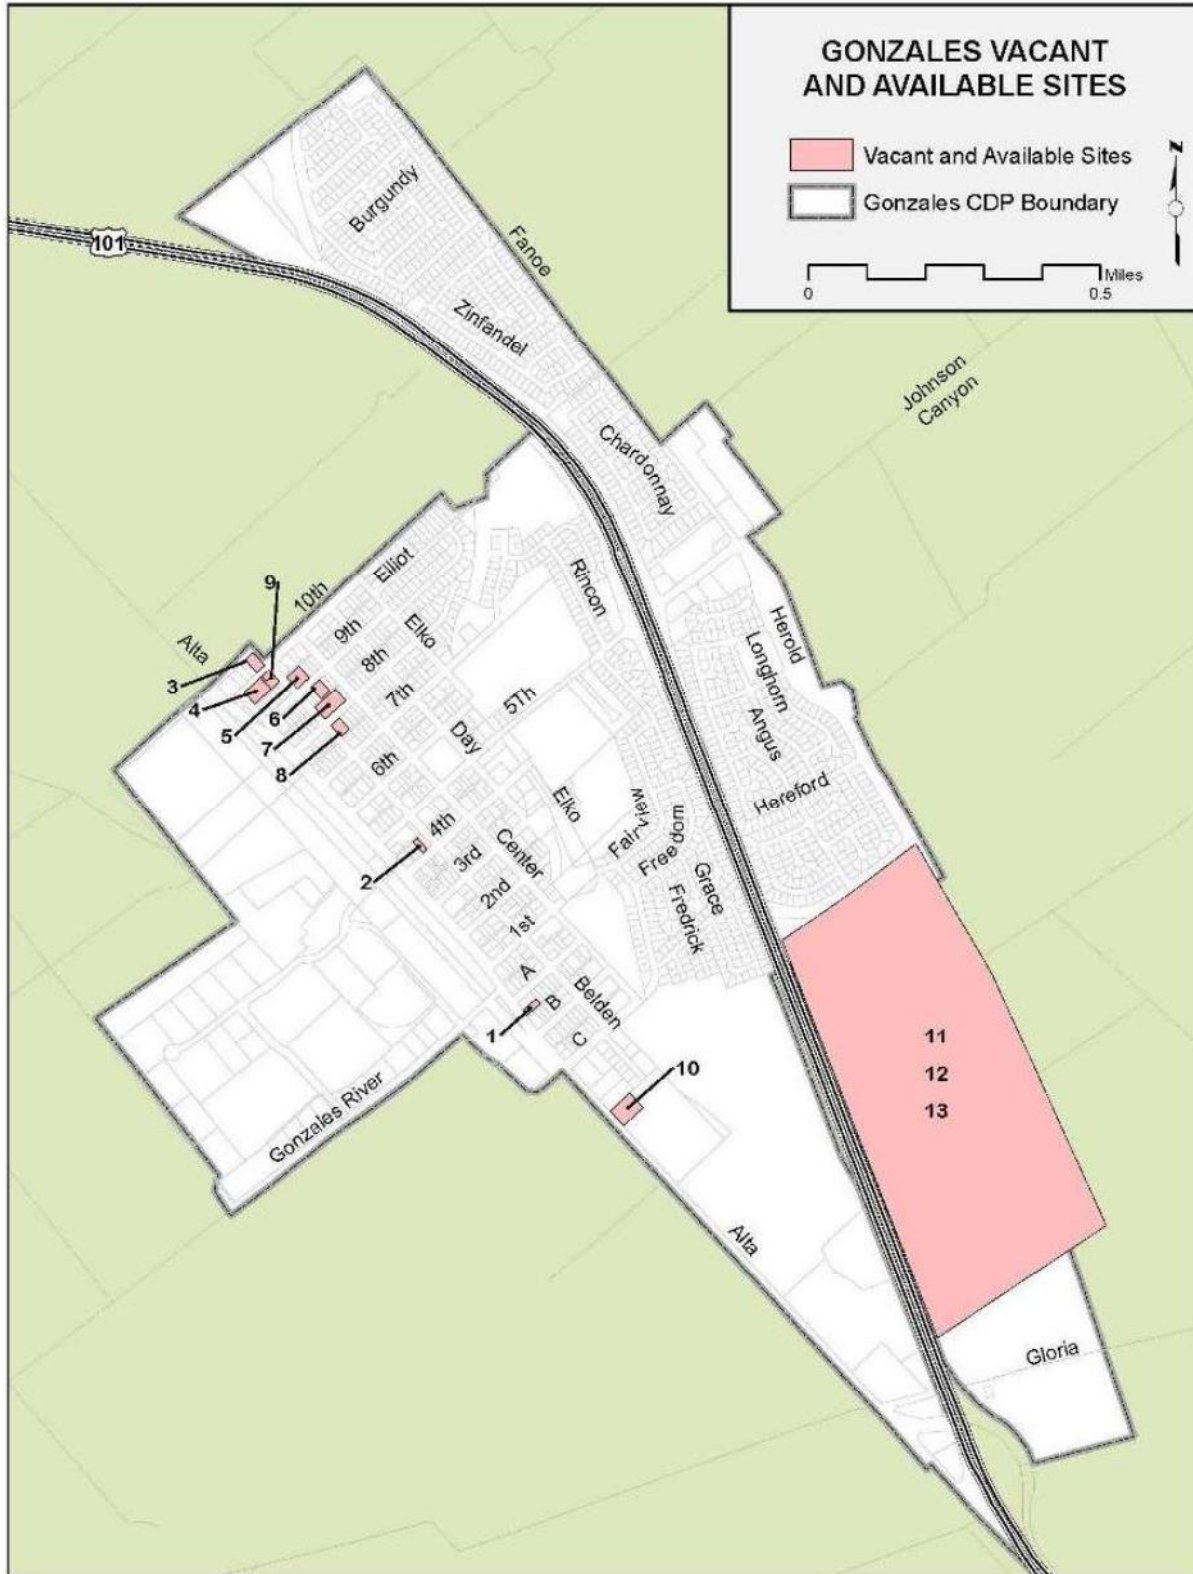 GONZALES VACANT
AND AVAILABLE SITES
Vacant and Available Sites
Gonzales CDP Boundary
N
Miles
0
0.5
101
Burgundy
Fanoe
Zinfandel
Johnson
Canyon
Chardonnay
Elliot
10th
9
9th
Elko
Rincon
Alta
8th
Herold
Longhorn
3
4
7th
5Th
5
6
Angus
7
Day
8
6th
Hereford
Elko
view
Fair
Freedom
4th
Center
3rd
2
Grace
2nd
Fredrick
1st
A
Belden
B
1
C
11
10
12
Gonzales River
13
Alta
Gloria